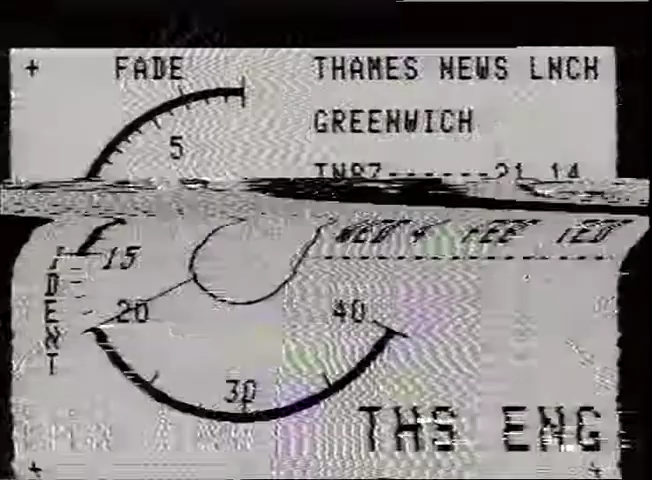 FADE
THAMES NEWS LNCH
GREENWICH
5
15
IDENT
20
40
30
THS ENG